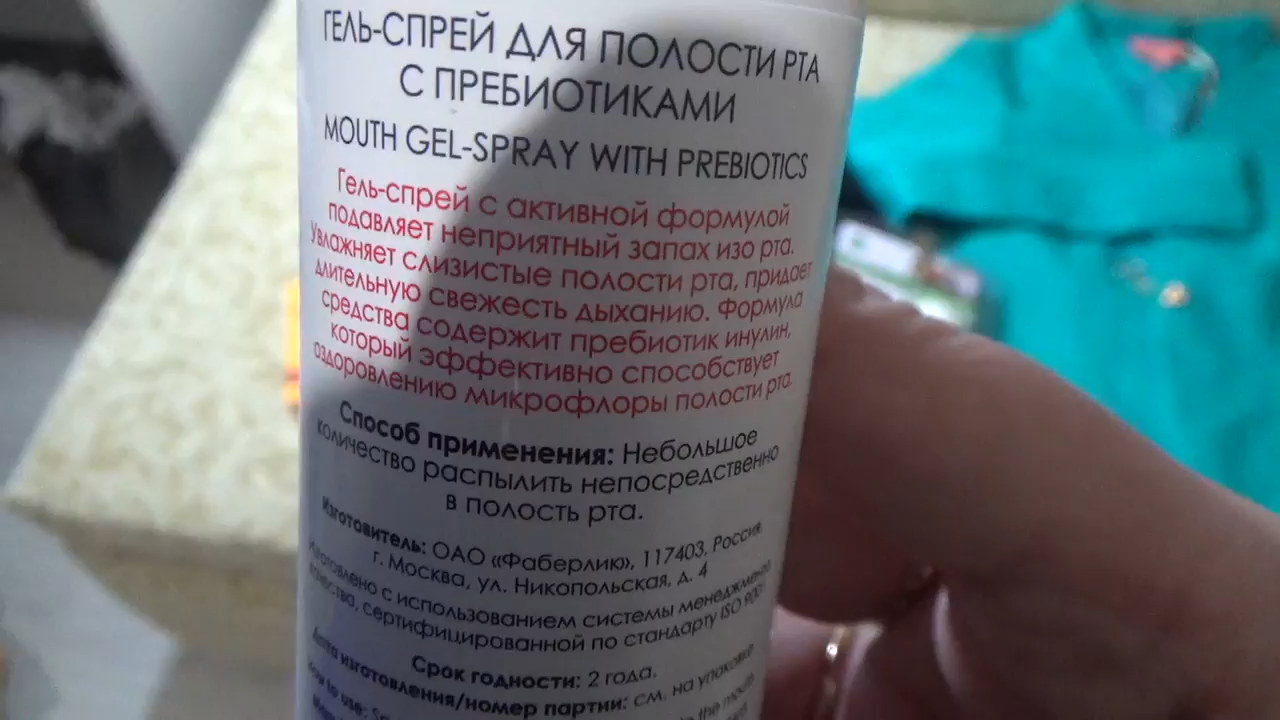 ГЕЛЬ-СПРЕЙ ДЛЯ ПОЛОСТИ РТА
С ПРЕБИОТИКАМИ
MOUTH GEL-SPRAY WITH PREBIOTICS
Гель-спрей с активной формулой
подавляет неприятный запах изо рта.
Увлажняет слизистые полости рта, придает
длительную свежесть дыханию. Формула
средства содержит пребиотик инулин,
который эффективно способствует
оздоровлению микрофлоры полости рта.
Способ применения: Небольшое
количество распылить непосредственно
в полость рта.
Изготовитель: ОАО «Фаберлик», 117403, Россия
г. Москва, ул. Никопольская, д. 4
Изготовлено с использованием системы менеджмента
качества, сертифицированной по стандарту ISO 9001
Срок годности: 2 года.
Дата изготовления/номер партии: см. на упаковке
to use: the mouth